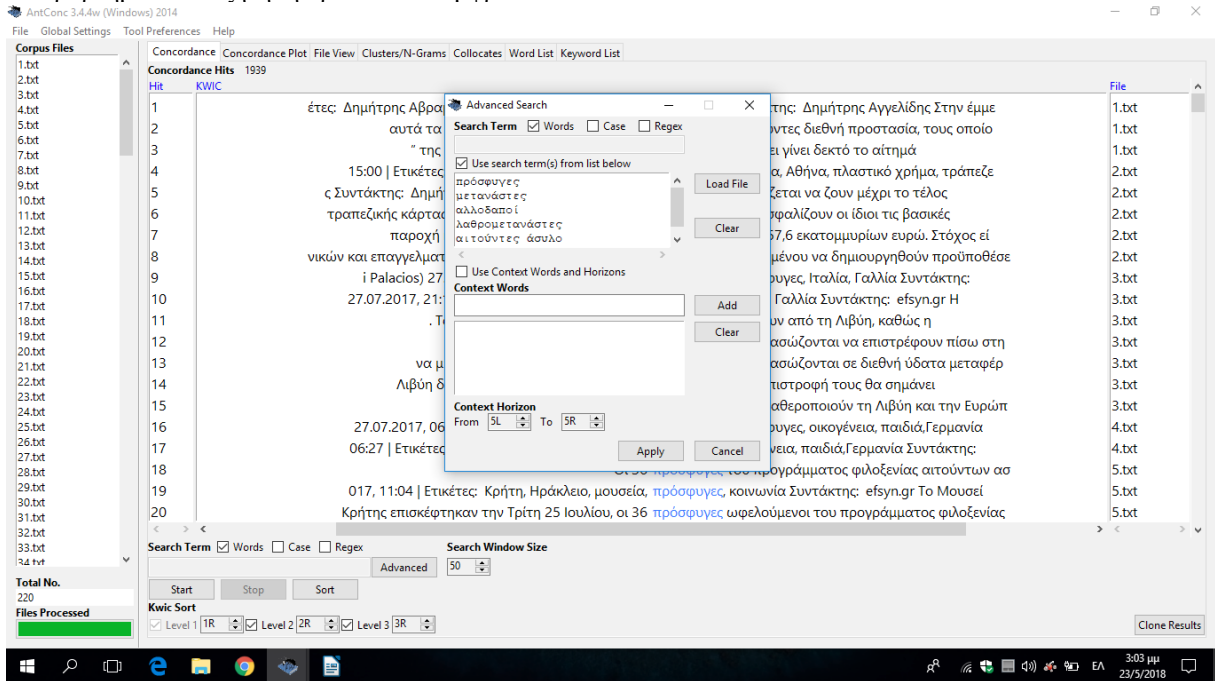 AntConc 3.4.4w (Windows) 2014
File Global Settings Tool Preferences Help
Corpus Files
1.txt
2.txt
3.txt
4.txt
5.txt
6.txt
7.txt
8.txt
9.txt
10.txt
11.txt
12.txt
13.txt
14.txt
15.txt
16.txt
17.txt
18.txt
19.txt
20.txt
21.txt
22.txt
23.txt
24.txt
25.txt
26.txt
27.txt
28.txt
29.txt
30.txt
31.txt
32.txt
33.txt
34.txt
Total No.
220
Files Processed
Concordance Concordance Plot File View Clusters/N-Grams Collocates Word List Keyword List
Concordance Hits 1939
Hit KWIC File
1 έτες: Δημήτρης Αβρα της: Δημήτρης Αγγελίδης Στην έμμε 1.txt
2 αυτά τα ντες διεθνή προστασία, τους οποίο 1.txt
3 " της ει γίνει δεκτό το αίτημά 1.txt
4 15:00 | Ετικέτες α, Αθήνα, πλαστικό χρήμα, τράπεζε 2.txt
5 ς Συντάκτης: Δημή ζεται να ζουν μέχρι το τέλος 2.txt
6 τραπεζικής κάρτας σφαλίζουν οι ίδιοι τις βασικές 2.txt
7 παροχή 57,6 εκατομμυρίων ευρώ. Στόχος εί 2.txt
8 νικών και επαγγελματ μένου να δημιουργηθούν προϋποθέσε 2.txt
9 i Palacios) 27 υγες, Ιταλία, Γαλλία Συντάκτης: 3.txt
10 27.07.2017, 21: Γαλλία Συντάκτης: efsyn.gr Η 3.txt
11 . Τ υν από τη Λιβύη, καθώς η 3.txt
12 ασώζονται να επιστρέφουν πίσω στη 3.txt
13 να μ ασώζονται σε διεθνή ύδατα μεταφέρ 3.txt
14 Λιβύη δ πιστροφή τους θα σημάνει 3.txt
15 αθεροποιούν τη Λιβύη και την Ευρώπ 3.txt
16 27.07.2017, 06 υγες, οικογένεια, παιδιά,Γερμανία 4.txt
17 06:27 | Ετικέτες νεια, παιδιά,Γερμανία Συντάκτης: 4.txt
18 Οι 36 πρόσφυγες του προγράμματος φιλοξενίας αιτούντων ασ 5.txt
19 017, 11:04 | Ετικέτες: Κρήτη, Ηράκλειο, μουσεία, πρόσφυγες, κοινωνία Συντάκτης: efsyn.gr Το Μουσεί 5.txt
20 Κρήτης επισκέφτηκαν την Τρίτη 25 Ιουλίου, οι 36 πρόσφυγες ωφελούμενοι του προγράμματος φιλοξενίας 5.txt
Advanced Search
Search Term Words Case Regex
Use search term(s) from list below
πρόσφυγες
μετανάστες
αλλοδαποί
λαθρομετανάστες
αιτούντες άσυλο
Load File
Clear
Use Context Words and Horizons
Context Words
Add
Clear
Context Horizon
From 5L To 5R
Apply Cancel
Search Term Words Case Regex Search Window Size
Advanced 50
Start Stop Sort
Kwic Sort
Level 1 1R Level 2 2R Level 3 3R
Clone Results
ΕΛ 3:03 μμ
23/5/2018